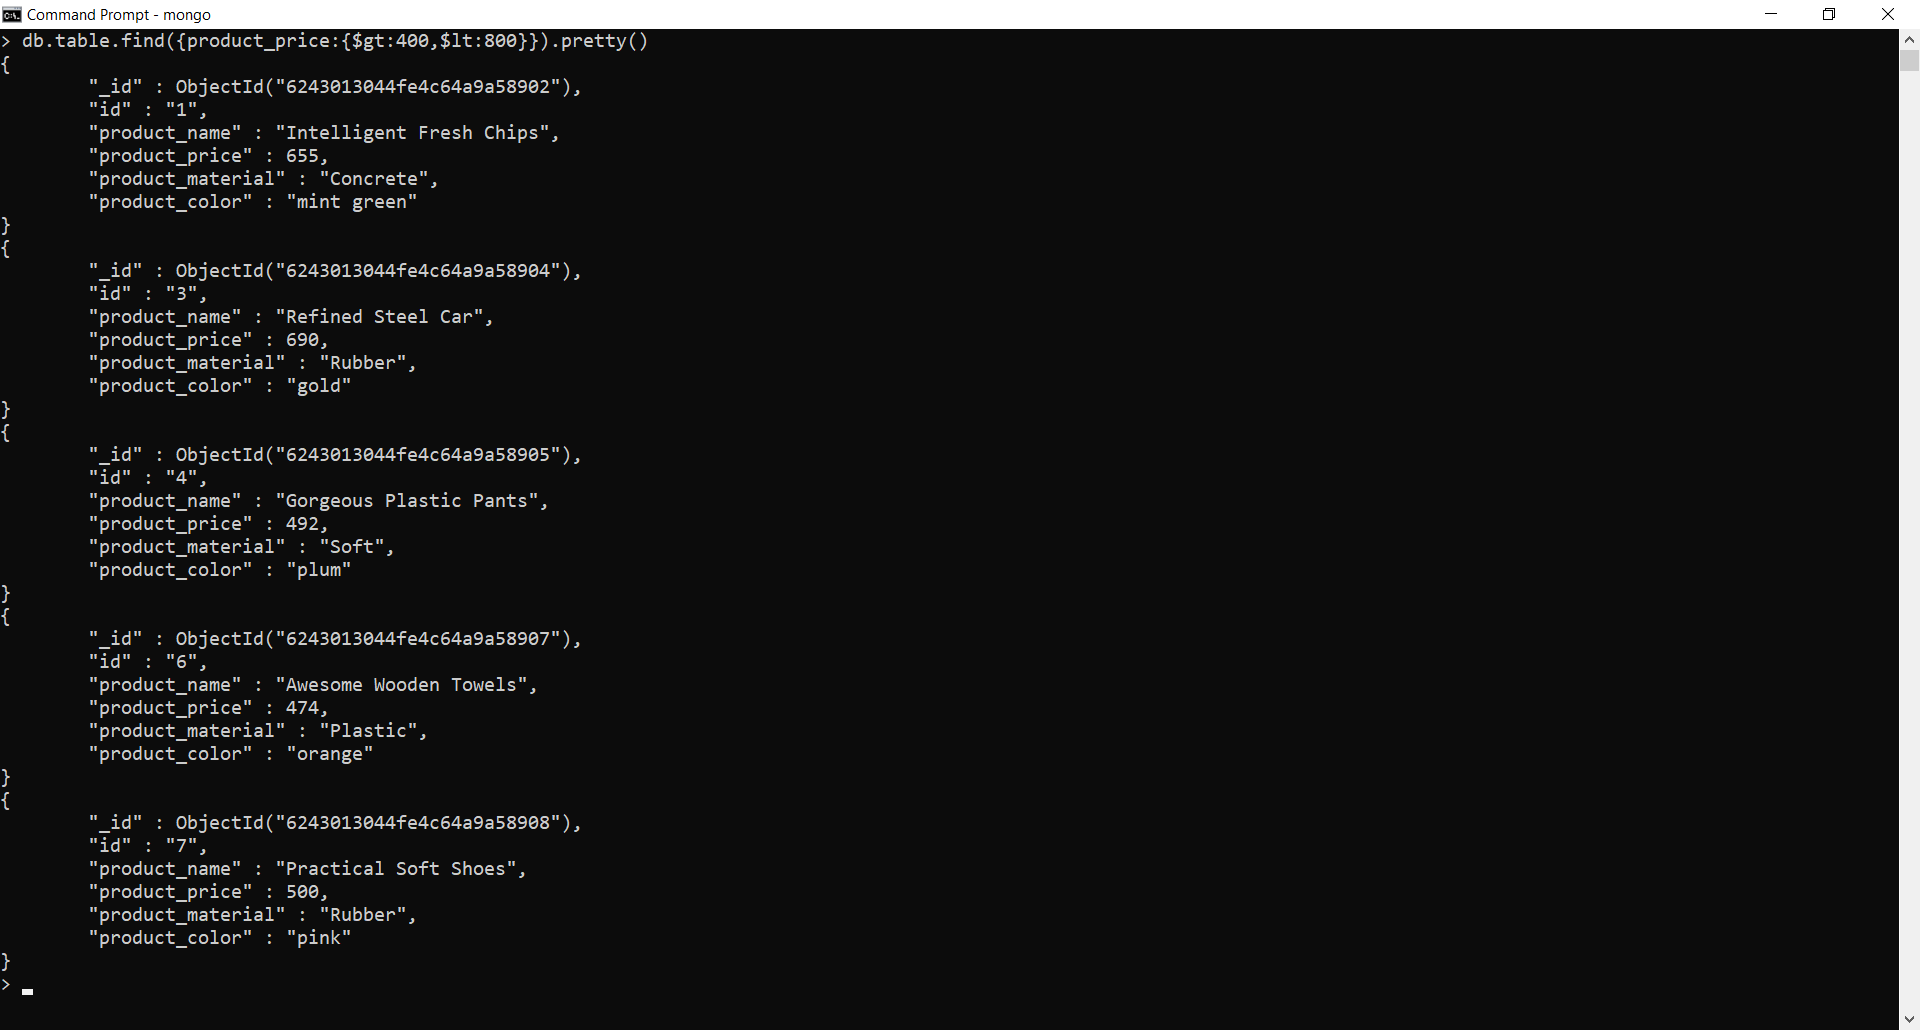 Command Prompt - mongo
> db.table.find({product_price:{$gt:400,$lt:800}}).pretty()
{
"_id" : ObjectId("6243013044fe4c64a9a58902"),
"id" : "1",
"product_name" : "Intelligent Fresh Chips",
"product_price" : 655,
"product_material" : "Concrete",
"product_color" : "mint green"
}
{
"_id" : ObjectId("6243013044fe4c64a9a58904"),
"id" : "3",
"product_name" : "Refined Steel Car",
"product_price" : 690,
"product_material" : "Rubber",
"product_color" : "gold"
}
{
"_id" : ObjectId("6243013044fe4c64a9a58905"),
"id" : "4",
"product_name" : "Gorgeous Plastic Pants",
"product_price" : 492,
"product_material" : "Soft",
"product_color" : "plum"
}
{
"_id" : ObjectId("6243013044fe4c64a9a58907"),
"id" : "6",
"product_name" : "Awesome Wooden Towels",
"product_price" : 474,
"product_material" : "Plastic",
"product_color" : "orange"
}
{
"_id" : ObjectId("6243013044fe4c64a9a58908"),
"id" : "7",
"product_name" : "Practical Soft Shoes",
"product_price" : 500,
"product_material" : "Rubber",
"product_color" : "pink"
}
>